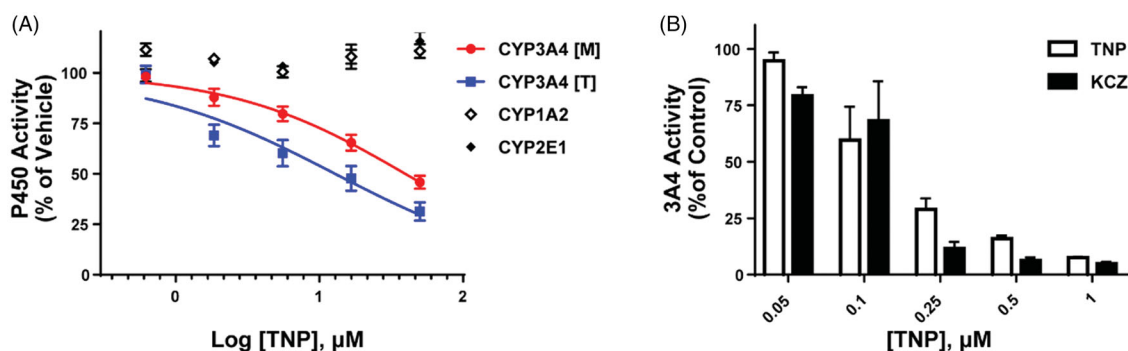 (A)
P450 Activity
(% of Vehicle)
100
75
50
25
0
0
1
2
Log [TNP], µM
CYP3A4 [M]
CYP3A4 [T]
CYP1A2
CYP2E1
(B)
3A4 Activity
(%of Control)
100
75
50
25
0
0.05
0.1
0.25
0.5
1
[TNP], µM
TNP
KCZ